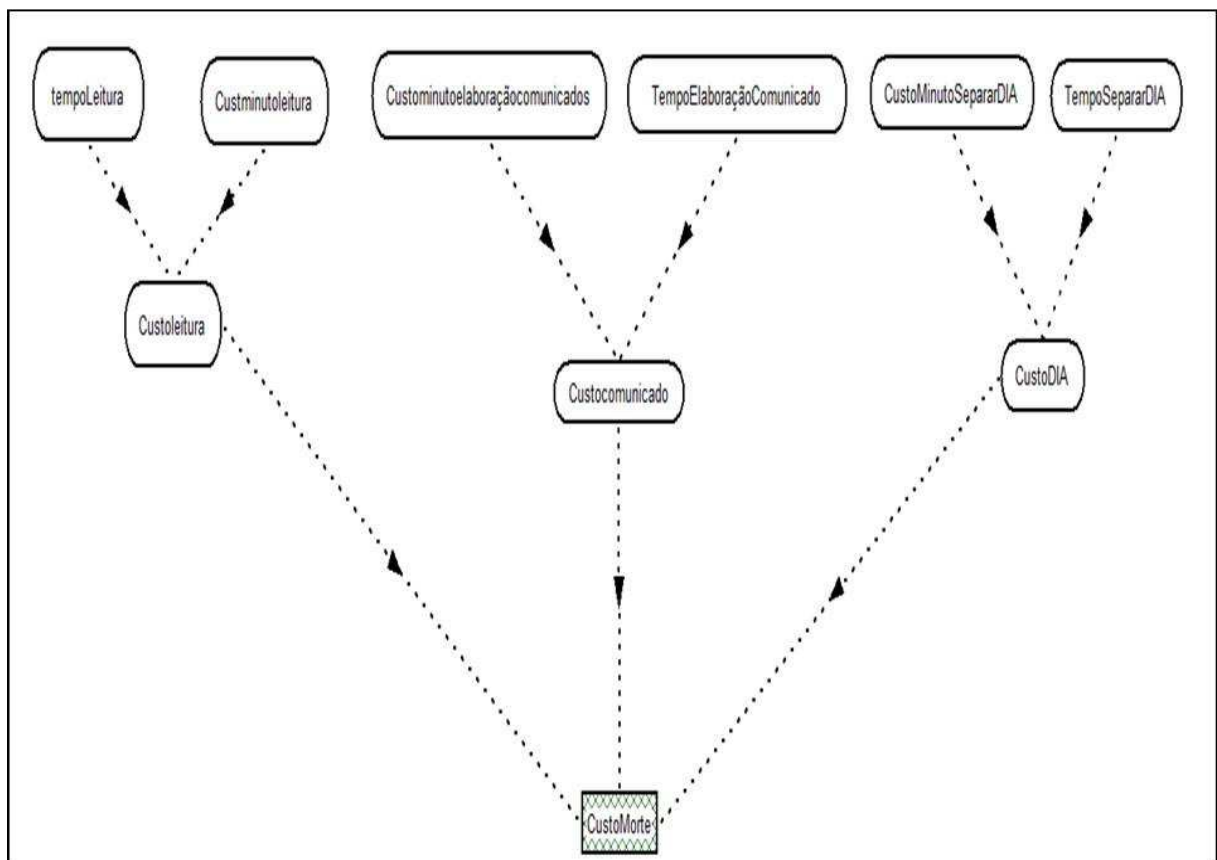 tempoLeitura
Custminutoleitura
Custominutoelaboraçãocomunicados
TempoElaboraçãoComunicado
CustoMinutoSepararDIA
TempoSepararDIA
Custoleitura
Custocomunicado
CustoDIA
CustoMorte